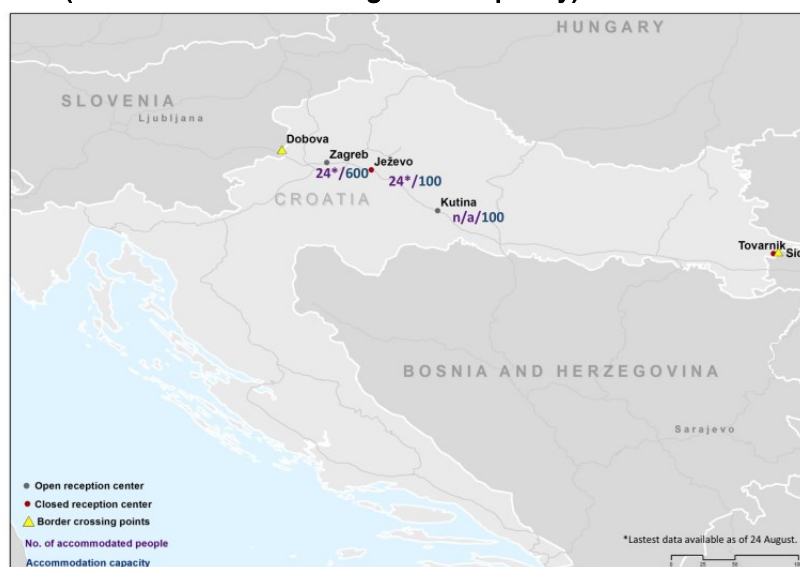 HUNGARY
SLOVENIA
Ljubljana
Dobova
Zagreb
24*/600
Ježevo
24*/100
CROATIA
Kutina
n/a/100
Tovarnik
BOSNIA AND HERZEGOVINA
Sarajevo
Open reception center
Closed reception center
Border crossing points
No. of accommodated people
Accommodation capacity
*Lastest data available as of 24 August.